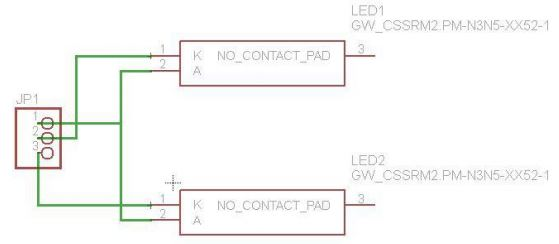 LED1
GW_CSSRM2.PM-N3N5-XX52-1
1 K NO_CONTACT_PAD 3
2 A
JP1
1
2
3
LED2
GW_CSSRM2.PM-N3N5-XX52-1
1 K NO_CONTACT_PAD 3
2 A